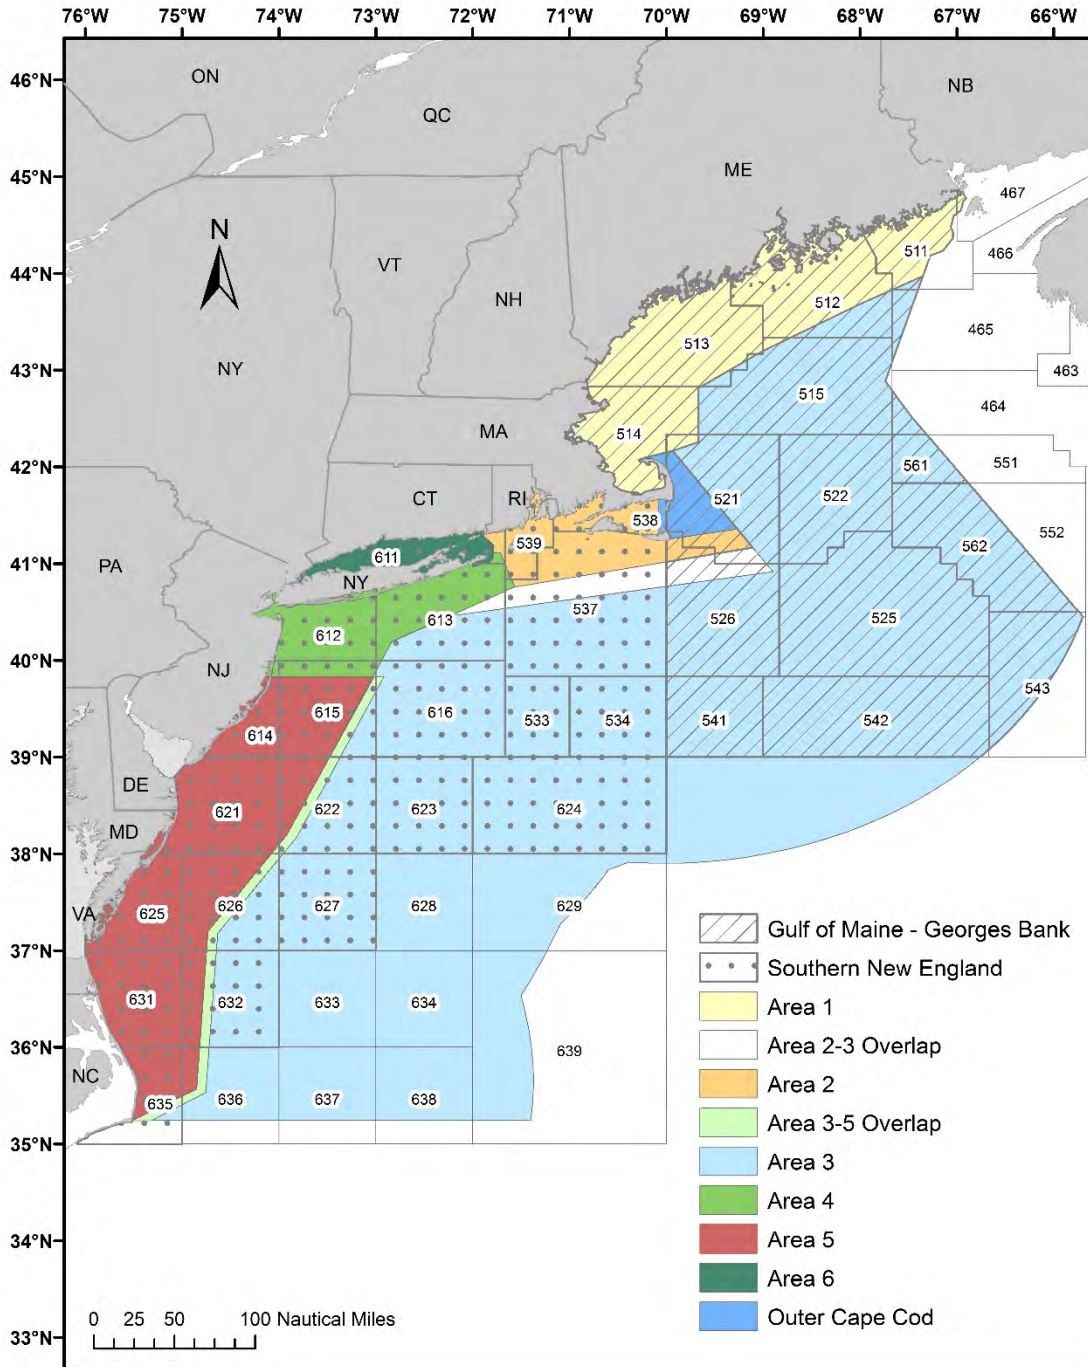 76°W 75°W 74°W 73°W 72°W 71°W 70°W 69°W 68°W 67°W 66°W
46°N
45°N
44°N
43°N
42°N
41°N
40°N
39°N
38°N
37°N
36°N
35°N
34°N
33°N
ON
QC
NB
ME
467
N
466
511
VT
NH
512
465
513
NY
463
515
464
MA
514
561
551
CT
RI
521
522
538
552
539
562
611
PA
NY
537
526
525
613
612
NJ
543
615
616
533
534
541
542
614
DE
621
622
623
624
MD
VA
625
626
627
628
629
631
632
633
634
639
NC
635
636
637
638
Gulf of Maine - Georges Bank
Southern New England
Area 1
Area 2-3 Overlap
Area 2
Area 3-5 Overlap
Area 3
Area 4
Area 5
Area 6
Outer Cape Cod
0 25 50 100 Nautical Miles